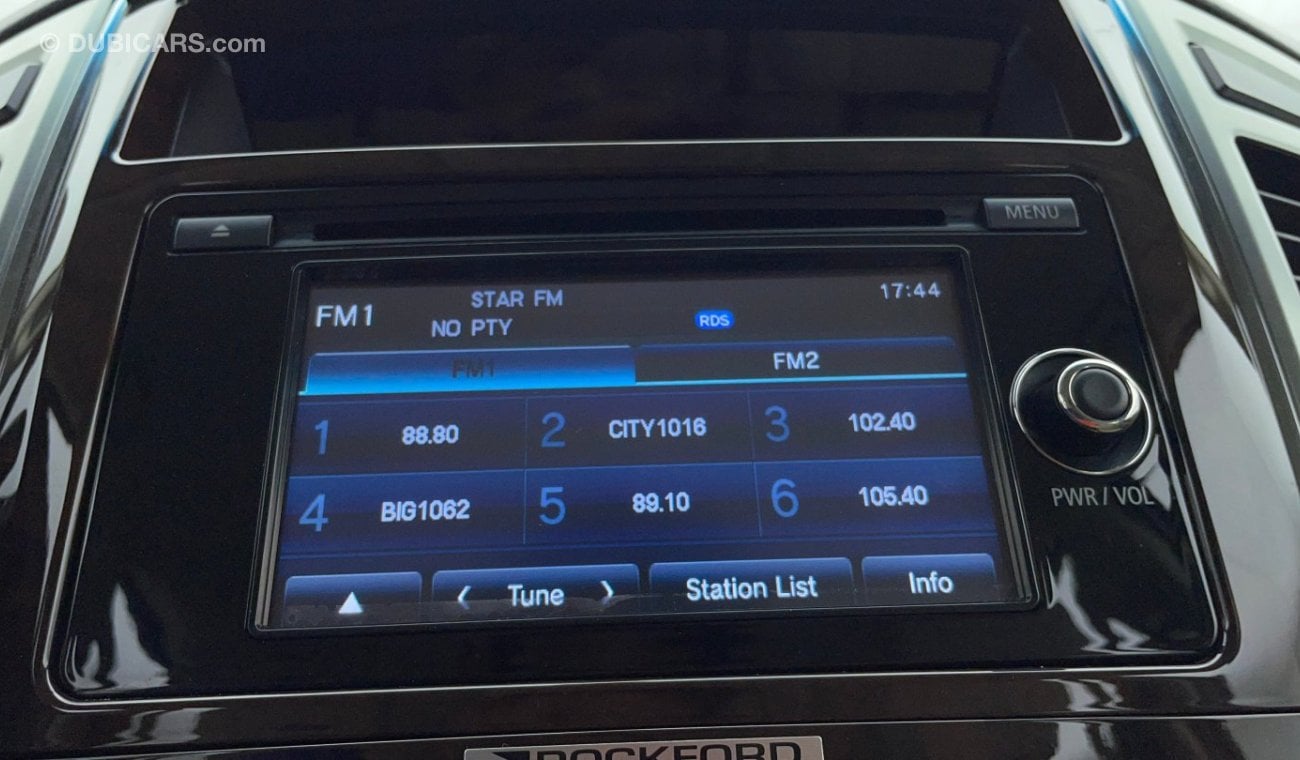 © DUBICARS.com
MENU
STAR FM
17:44
FM1
NO PTY
RDS
FM1
FM2
1 88.80 2 CITY1016 3 102.40
4 BIG1062 5 89.10 6 105.40
Tune
Station List
Info
PWR / VOL
ROCKFORD